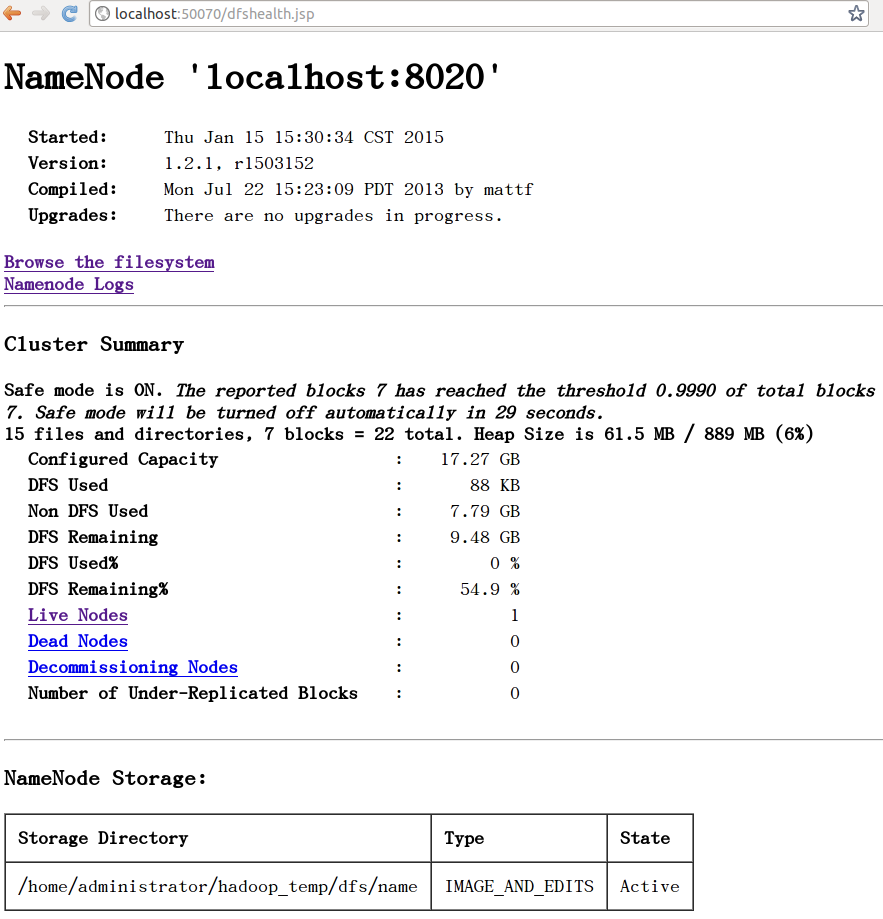 localhost:50070/dfshealth.jsp
NameNode 'localhost:8020'
Started: Thu Jan 15 15:30:34 CST 2015
Version: 1.2.1, r1503152
Compiled: Mon Jul 22 15:23:09 PDT 2013 by mattf
Upgrades: There are no upgrades in progress.
Browse the filesystem
Namenode Logs
Cluster Summary
Safe mode is ON. The reported blocks 7 has reached the threshold 0.9990 of total blocks
7. Safe mode will be turned off automatically in 29 seconds.
15 files and directories, 7 blocks = 22 total. Heap Size is 61.5 MB / 889 MB (6%)
Configured Capacity : 17.27 GB
DFS Used : 88 KB
Non DFS Used : 7.79 GB
DFS Remaining : 9.48 GB
DFS Used% : 0 %
DFS Remaining% : 54.9 %
Live Nodes : 1
Dead Nodes : 0
Decommissioning Nodes : 0
Number of Under-Replicated Blocks : 0
NameNode Storage:
Storage Directory Type State
/home/administrator/hadoop_temp/dfs/name IMAGE_AND_EDITS Active